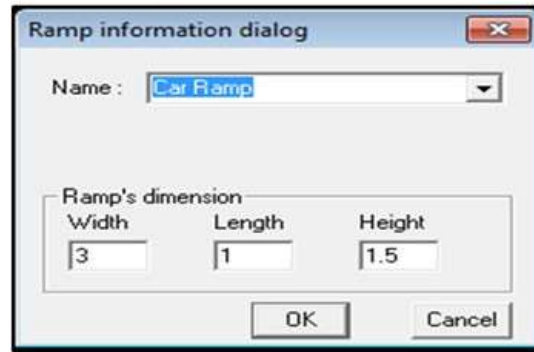 Ramp information dialog
Name : Car Ramp
Ramp's dimension
Width Length Height
3 1 1.5
OK Cancel